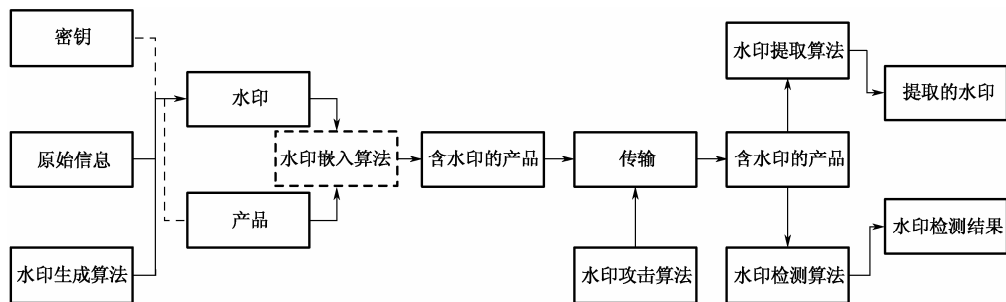 密钥
原始信息
水印生成算法
水印
产品
水印嵌入算法
含水印的产品
传输
水印攻击算法
含水印的产品
水印提取算法
提取的水印
水印检测算法
水印检测结果